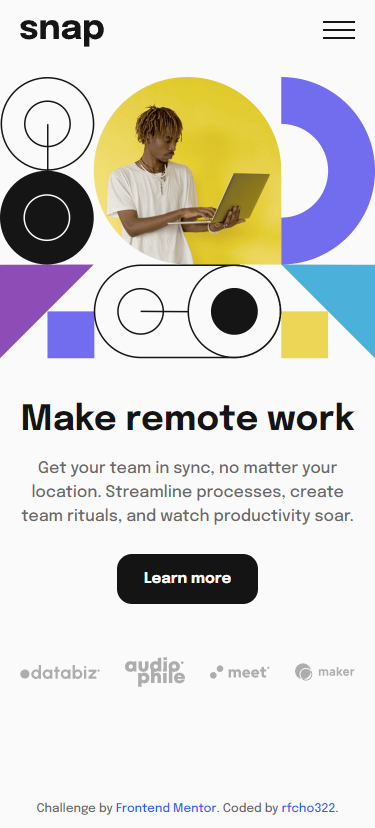 snap
Make remote work
Get your team in sync, no matter your
location. Streamline processes, create
team rituals, and watch productivity soar.
Learn more
databiz
audiophile
meet
maker
Challenge by Frontend Mentor. Coded by rfcho322.